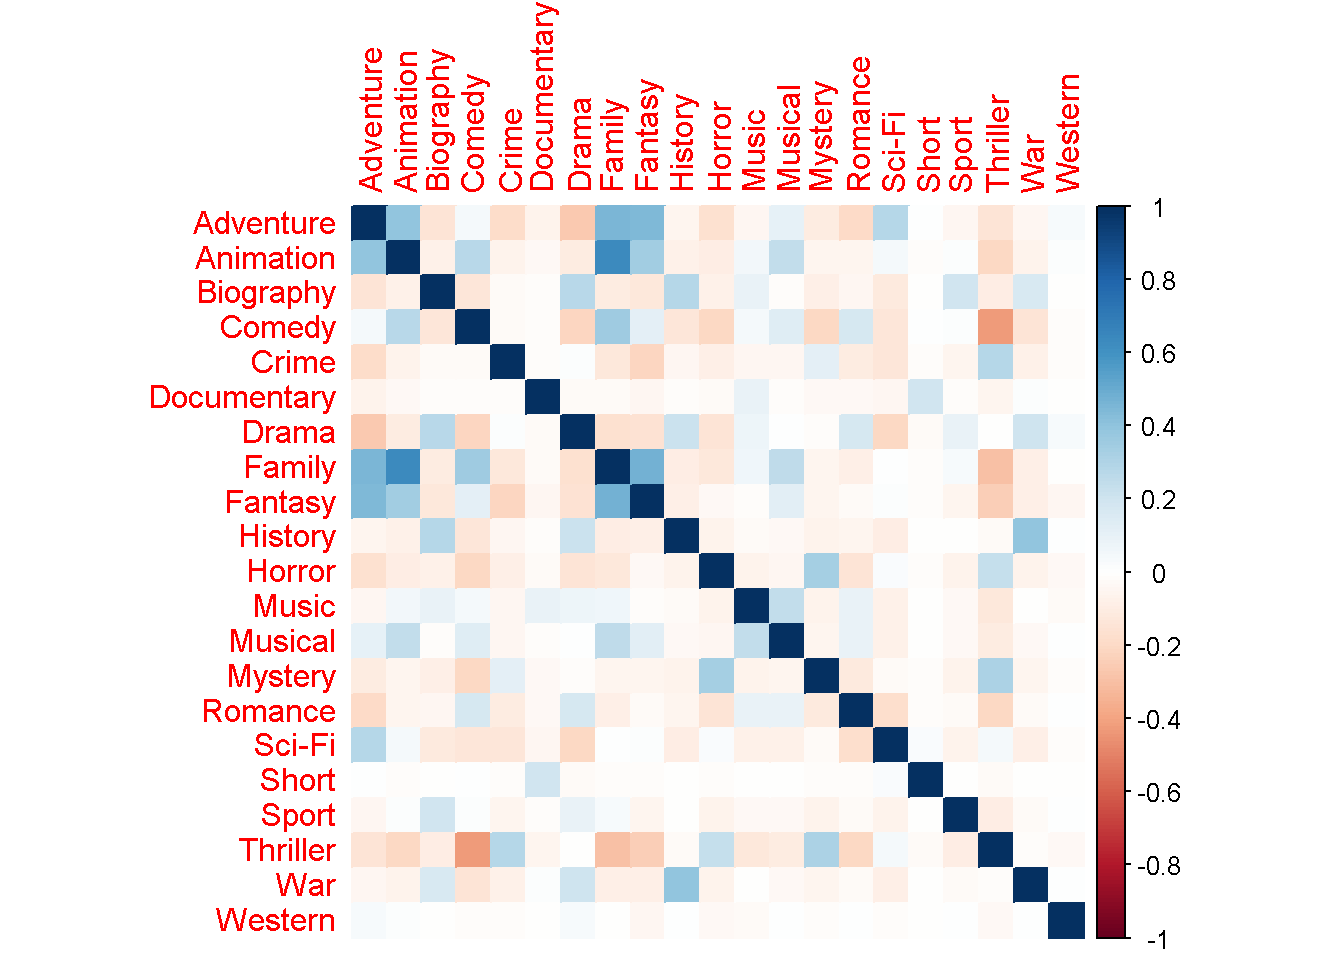 Adventure
Animation
Biography
Comedy
Crime
Documentary
Drama
Family
Fantasy
History
Horror
Music
Musical
Mystery
Romance
Sci-Fi
Short
Sport
Thriller
War
Western
Adventure
Animation
Biography
Comedy
Crime
Documentary
Drama
Family
Fantasy
History
Horror
Music
Musical
Mystery
Romance
Sci-Fi
Short
Sport
Thriller
War
Western
1
0.8
0.6
0.4
0.2
0
-0.2
-0.4
-0.6
-0.8
-1